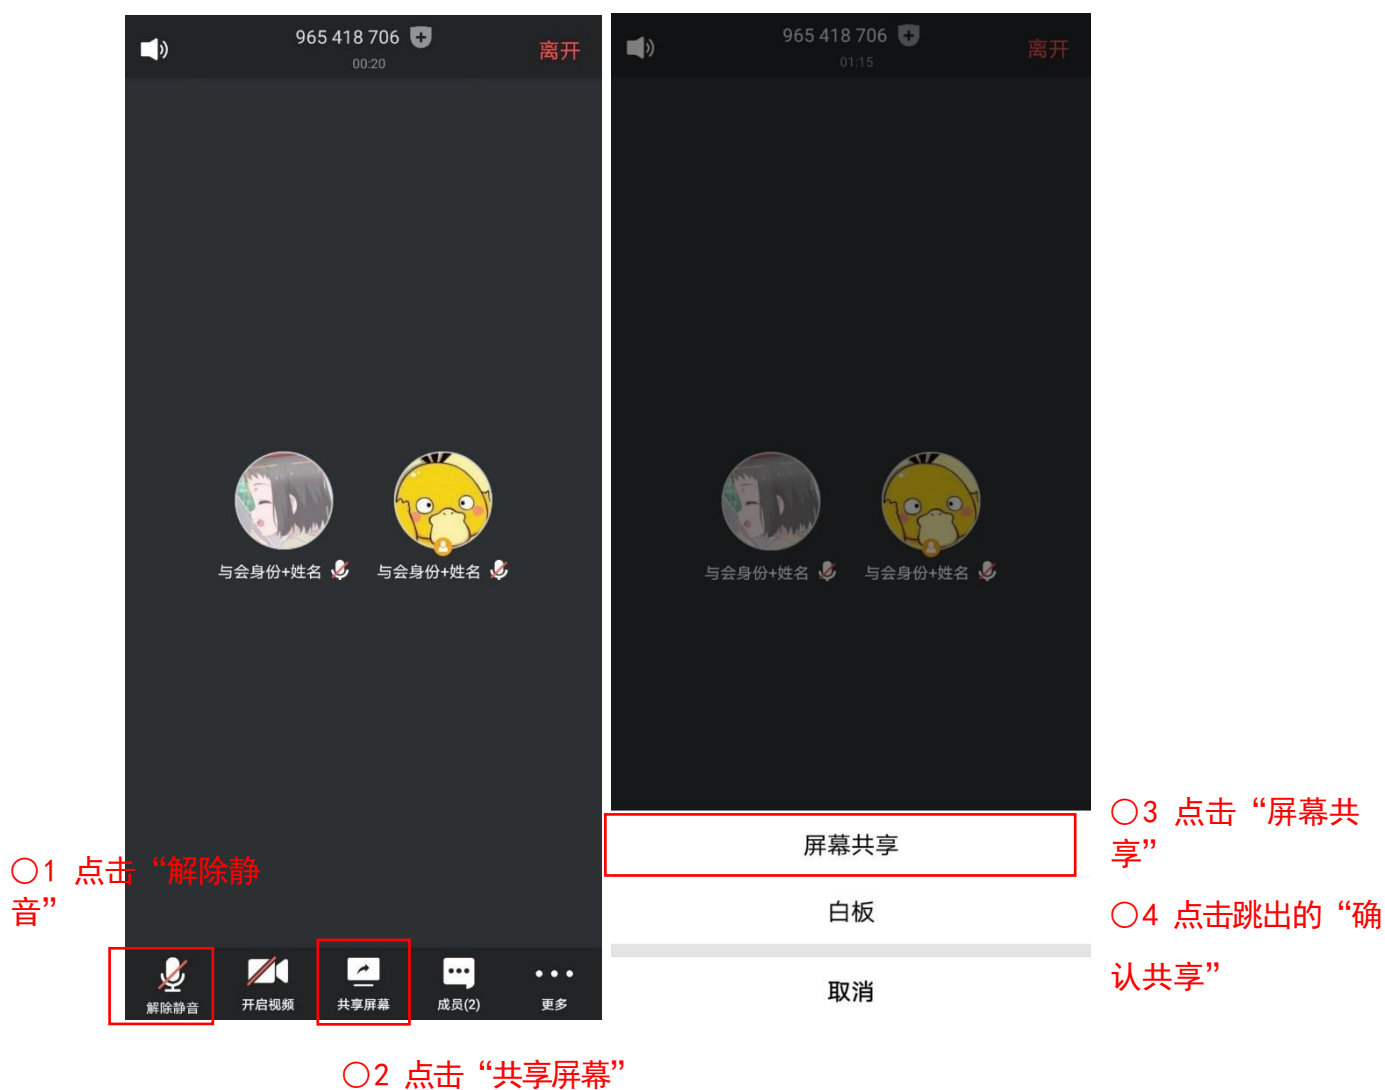 965 418 706
00:20
离开
与会身份+姓名
与会身份+姓名
○1 点击“解除静
音”
解除静音
开启视频
共享屏幕
成员(2)
更多
○2 点击“共享屏幕”
965 418 706
01:15
离开
与会身份+姓名
与会身份+姓名
屏幕共享
白板
取消
○3 点击“屏幕共
享”
○4 点击跳出的“确
认共享”